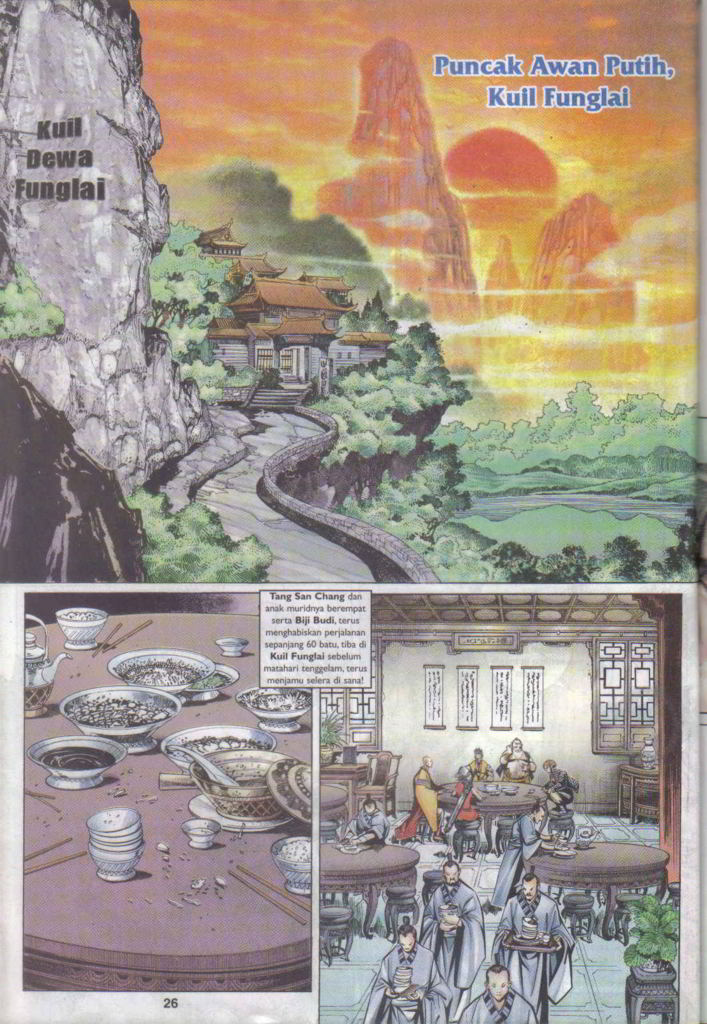 Puncak Awan Putih,
Kuil Funglai
Kuil
Dewa
Funglai
Tang San Chang dan
anak muridnya berempat
serta Biji Budi, terus
menghabiskan perjalanan
sepanjang 60 batu, tiba di
Kuil Funglai sebelum
matahari tenggelam, terus
menjamu selera di sana!
26